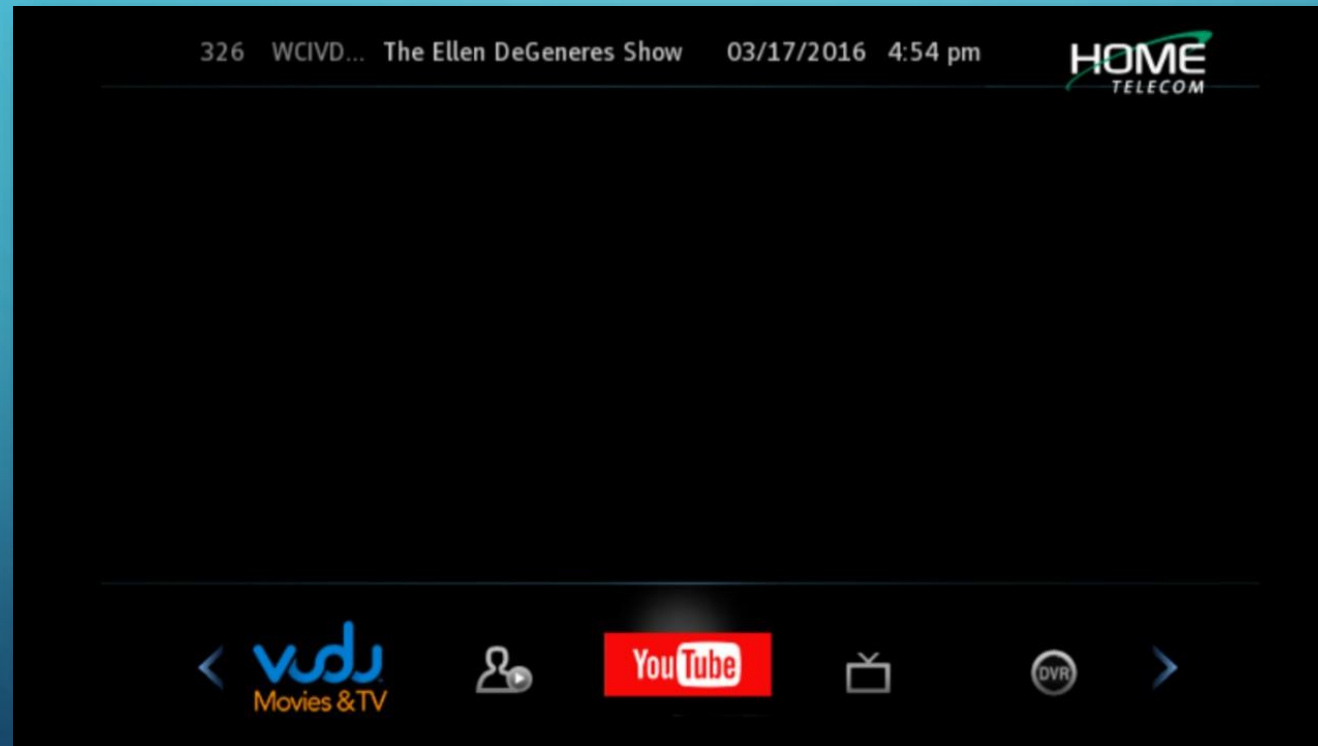 326 WCIVD... The Ellen DeGeneres Show 03/17/2016 4:54 pm
HOME
TELECOM
vudu
Movies & TV
YouTube
DVR